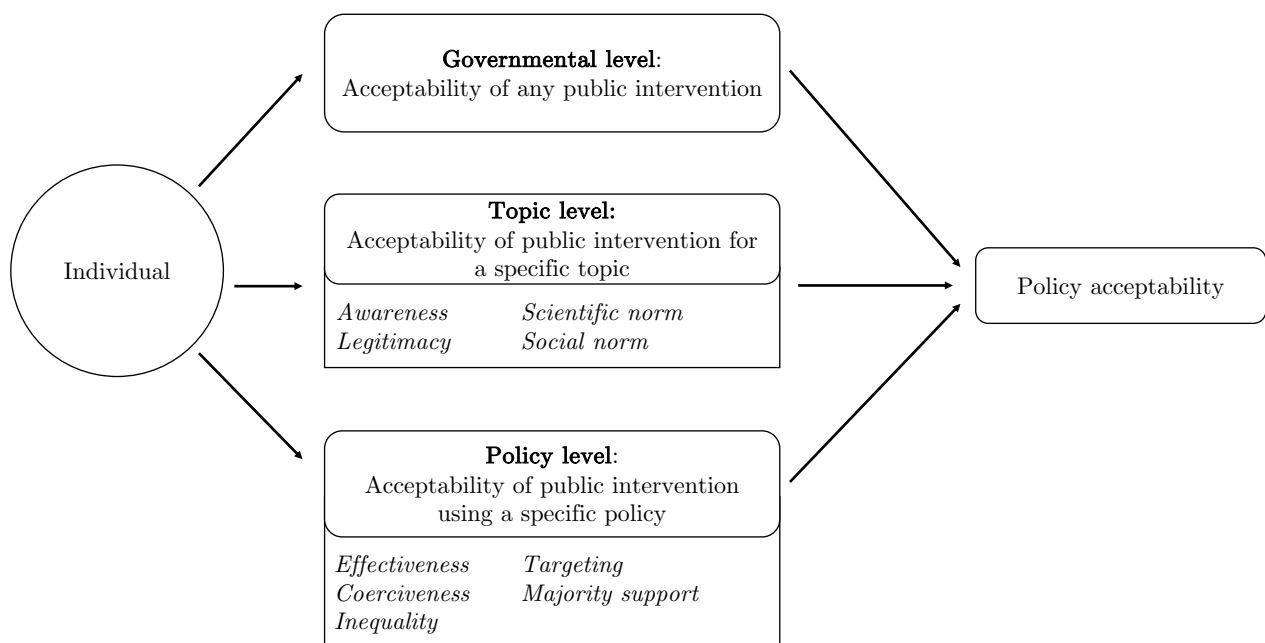 Governmental level:
Acceptability of any public intervention
Individual
Topic level:
Acceptability of public intervention for
a specific topic
Awareness Scientific norm
Legitimacy Social norm
Policy acceptability
Policy level:
Acceptability of public intervention
using a specific policy
Effectiveness Targeting
Coerciveness Majority support
Inequality